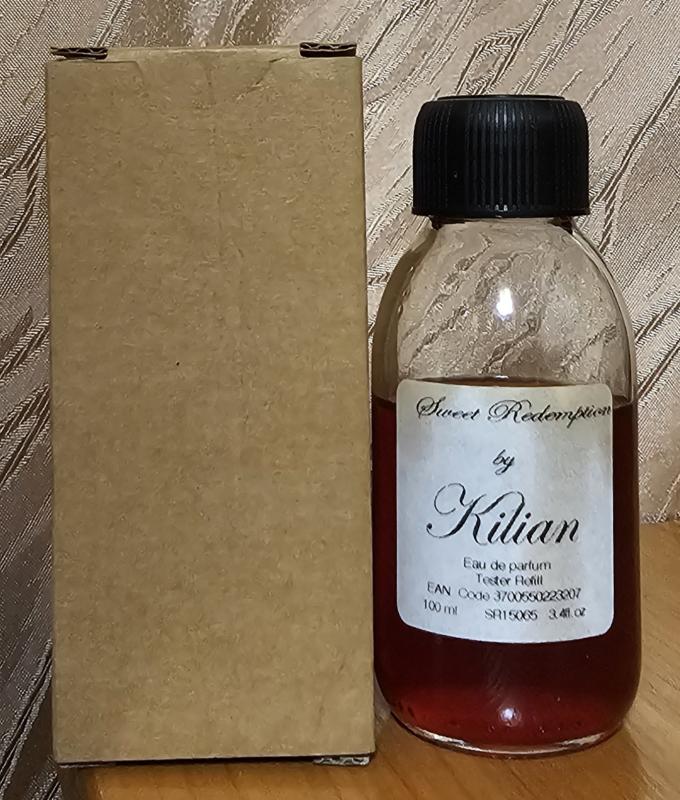 Sweet Redemption
by
Kilian
Eau de parfum
Tester Refill
EAN Code 3700550223207
100 ml SR15065 3.4fl.oz